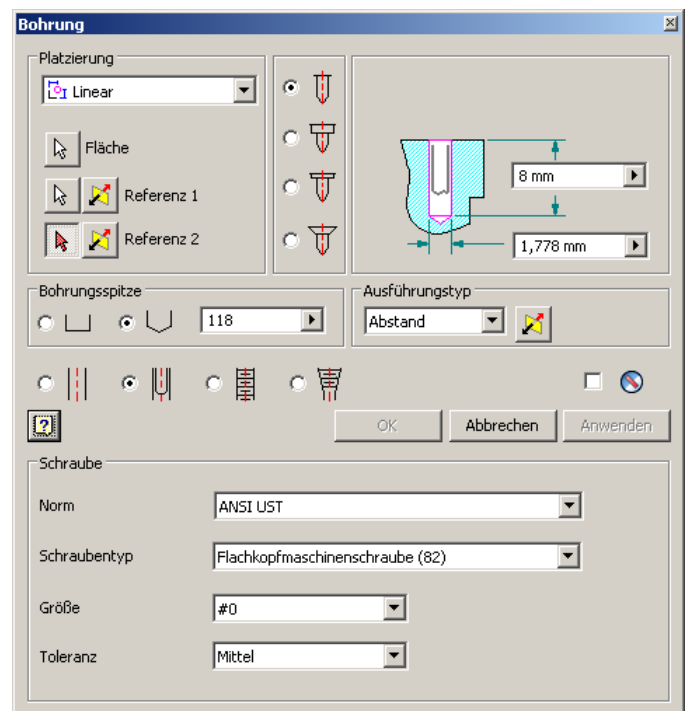 Bohrung
Platzierung
Linear
Fläche
Referenz 1
Referenz 2
8 mm
1,778 mm
Bohrungsspitze
118
Ausführungstyp
Abstand
OK
Abbrechen
Anwenden
Schraube
Norm
ANSI UST
Schraubentyp
Flachkopfmaschinenschraube (82)
Größe
#0
Toleranz
Mittel